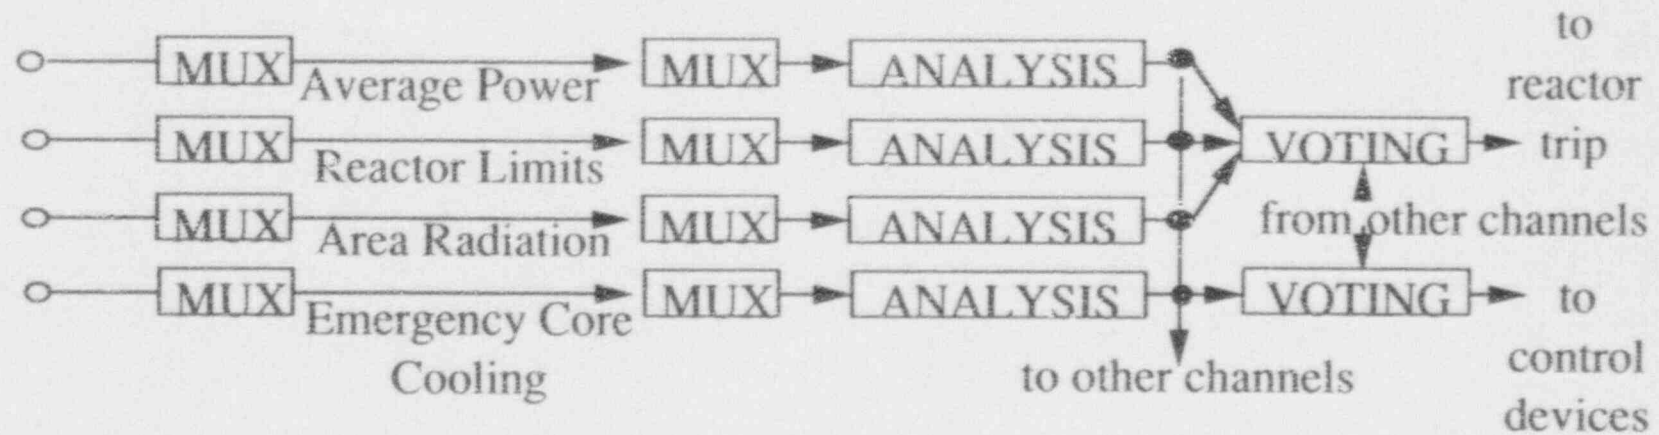 MUX
Average Power
MUX
ANALYSIS
MUX
Reactor Limits
MUX
ANALYSIS
MUX
Area Radiation
MUX
ANALYSIS
MUX
Emergency Core
Cooling
MUX
ANALYSIS
to other channels
VOTING
to
reactor
trip
from other channels
VOTING
to
control
devices